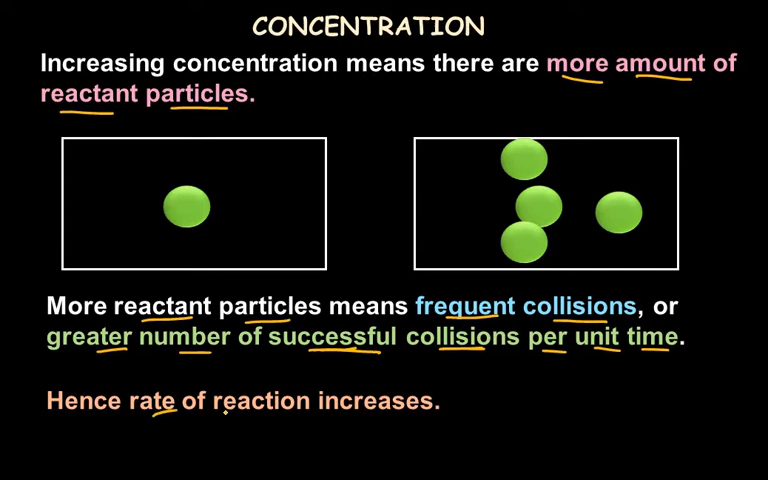 CONCENTRATION
Increasing concentration means there are more amount of
reactant particles.
More reactant particles means frequent collisions, or
greater number of successful collisions per unit time.
Hence rate of reaction increases.